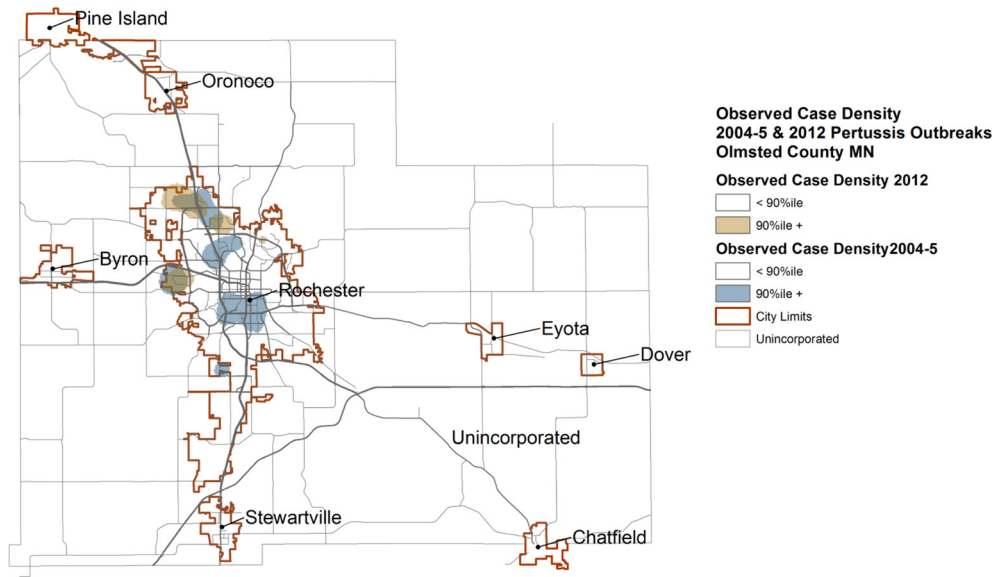 Pine Island
Oronoco
Byron
Rochester
Eyota
Dover
Unincorporated
Stewartville
Chatfield
Observed Case Density
2004-5 & 2012 Pertussis Outbreaks
Olmsted County MN
Observed Case Density 2012
< 90%ile
90%ile +
Observed Case Density2004-5
< 90%ile
90%ile +
City Limits
Unincorporated